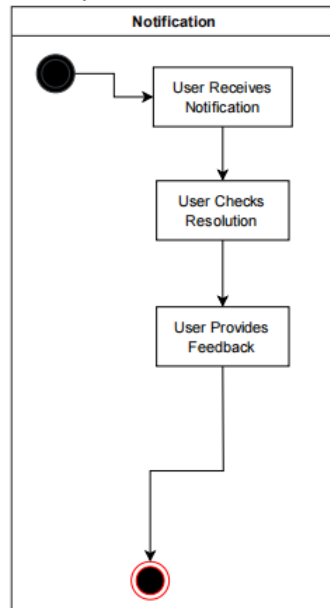 Notification
User Receives
Notification
User Checks
Resolution
User Provides
Feedback